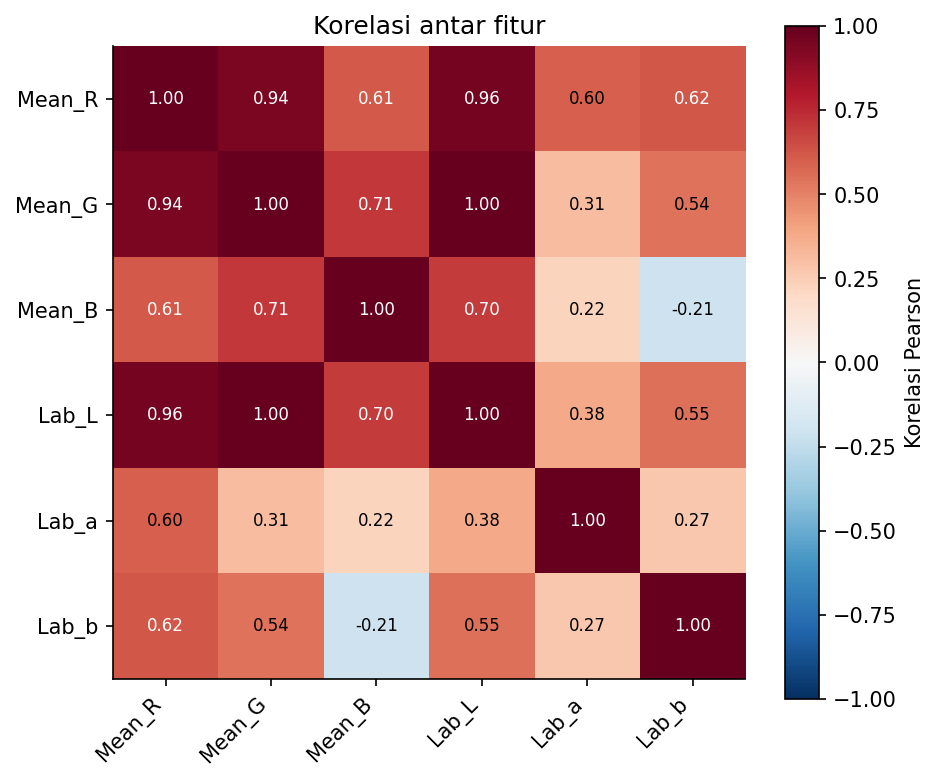 Korelasi antar fitur
Mean_R 1.00 0.94 0.61 0.96 0.60 0.62
Mean_G 0.94 1.00 0.71 1.00 0.31 0.54
Mean_B 0.61 0.71 1.00 0.70 0.22 -0.21
Lab_L 0.96 1.00 0.70 1.00 0.38 0.55
Lab_a 0.60 0.31 0.22 0.38 1.00 0.27
Lab_b 0.62 0.54 -0.21 0.55 0.27 1.00
Mean_R Mean_G Mean_B Lab_L Lab_a Lab_b
1.00
0.75
0.50
0.25
0.00
−0.25
−0.50
−0.75
−1.00
Korelasi Pearson